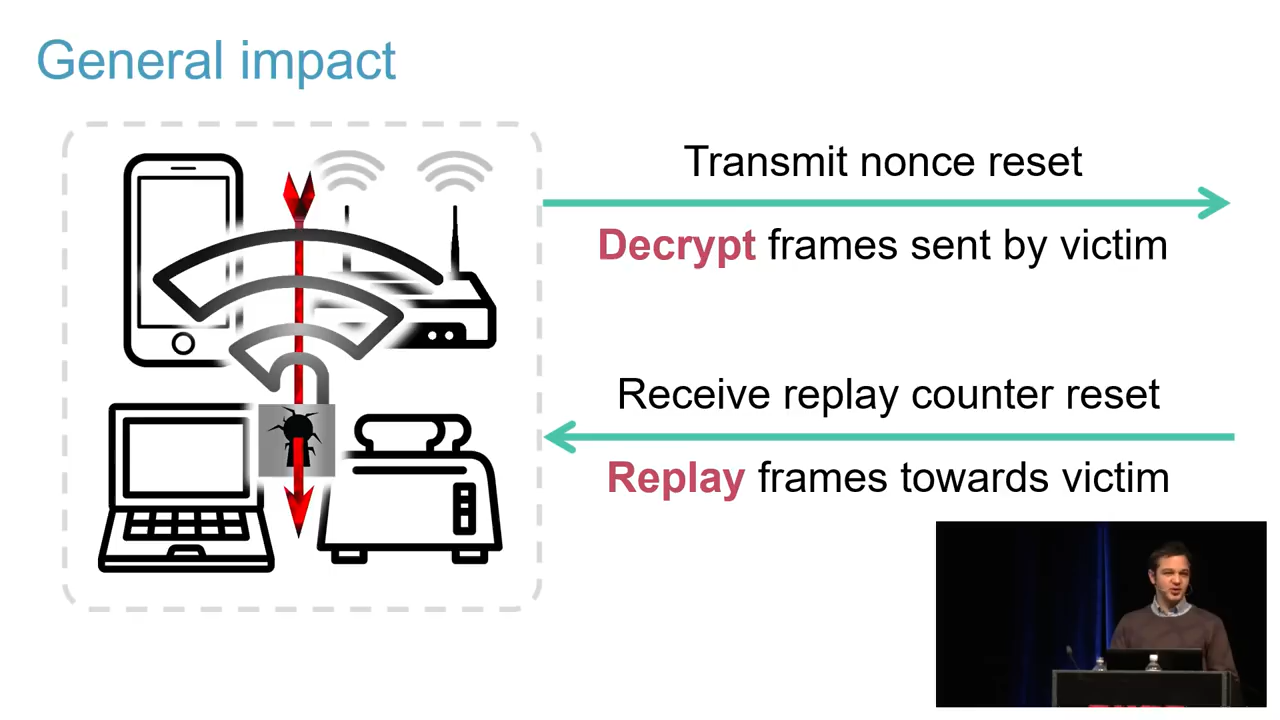 General impact
Transmit nonce reset
Decrypt frames sent by victim
Receive replay counter reset
Replay frames towards victim